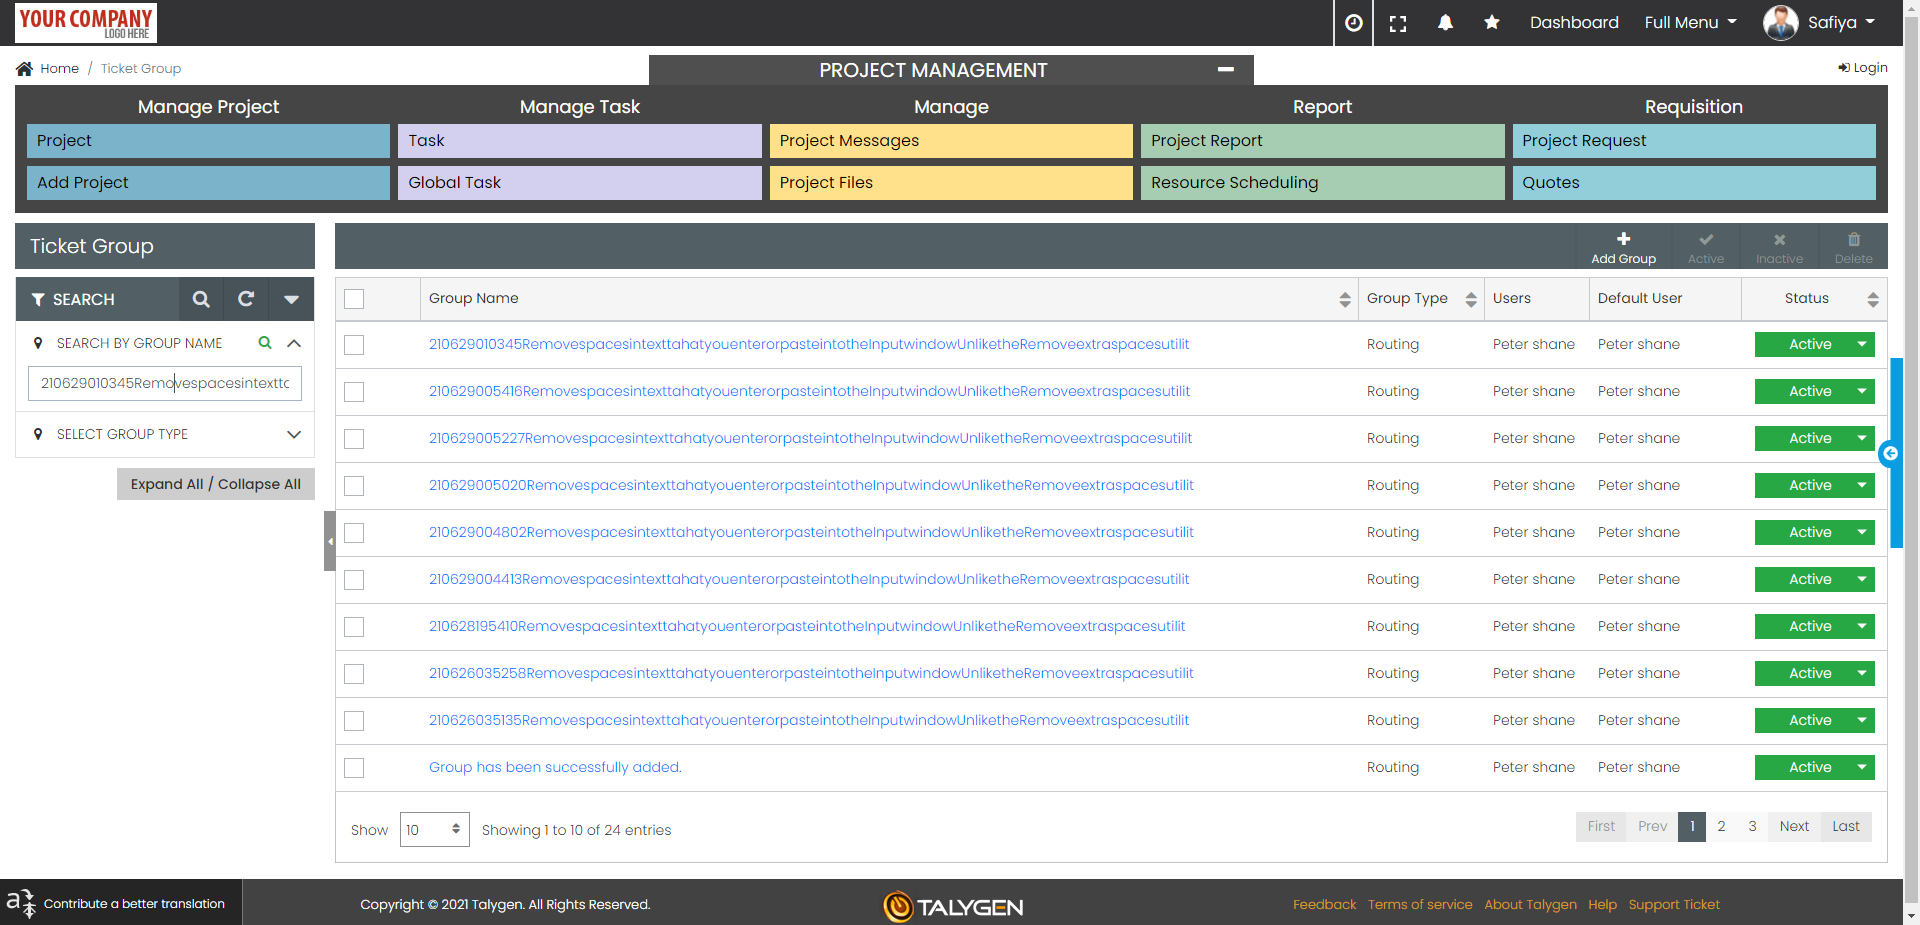 YOUR COMPANY
LOGO HERE
Dashboard
Full Menu
Safiya
Home / Ticket Group
PROJECT MANAGEMENT
Login
Manage Project
Manage Task
Manage
Report
Requisition
Project
Task
Project Messages
Project Report
Project Request
Add Project
Global Task
Project Files
Resource Scheduling
Quotes
Ticket Group
Add Group
Active
Inactive
Delete
SEARCH
SEARCH BY GROUP NAME
210629010345Removespacesintextta
SELECT GROUP TYPE
Expand All / Collapse All
Group Name Group Type Users Default User Status
210629010345RemovespacesintexttahatyouenterorpasteintotheInputwindowUnliketheRemoveextraspacesutilit Routing Peter shane Peter shane Active
210629005416RemovespacesintexttahatyouenterorpasteintotheInputwindowUnliketheRemoveextraspacesutilit Routing Peter shane Peter shane Active
210629005227RemovespacesintexttahatyouenterorpasteintotheInputwindowUnliketheRemoveextraspacesutilit Routing Peter shane Peter shane Active
210629005020RemovespacesintexttahatyouenterorpasteintotheInputwindowUnliketheRemoveextraspacesutilit Routing Peter shane Peter shane Active
210629004802RemovespacesintexttahatyouenterorpasteintotheInputwindowUnliketheRemoveextraspacesutilit Routing Peter shane Peter shane Active
210629004413RemovespacesintexttahatyouenterorpasteintotheInputwindowUnliketheRemoveextraspacesutilit Routing Peter shane Peter shane Active
210628195410RemovespacesintexttahatyouenterorpasteintotheInputwindowUnliketheRemoveextraspacesutilit Routing Peter shane Peter shane Active
210626035258RemovespacesintexttahatyouenterorpasteintotheInputwindowUnliketheRemoveextraspacesutilit Routing Peter shane Peter shane Active
210626035135RemovespacesintexttahatyouenterorpasteintotheInputwindowUnliketheRemoveextraspacesutilit Routing Peter shane Peter shane Active
Group has been successfully added. Routing Peter shane Peter shane Active
Show 10 Showing 1 to 10 of 24 entries
First Prev 1 2 3 Next Last
Contribute a better translation
Copyright © 2021 Talygen. All Rights Reserved.
TALYGEN
Feedback Terms of service About Talygen Help Support Ticket